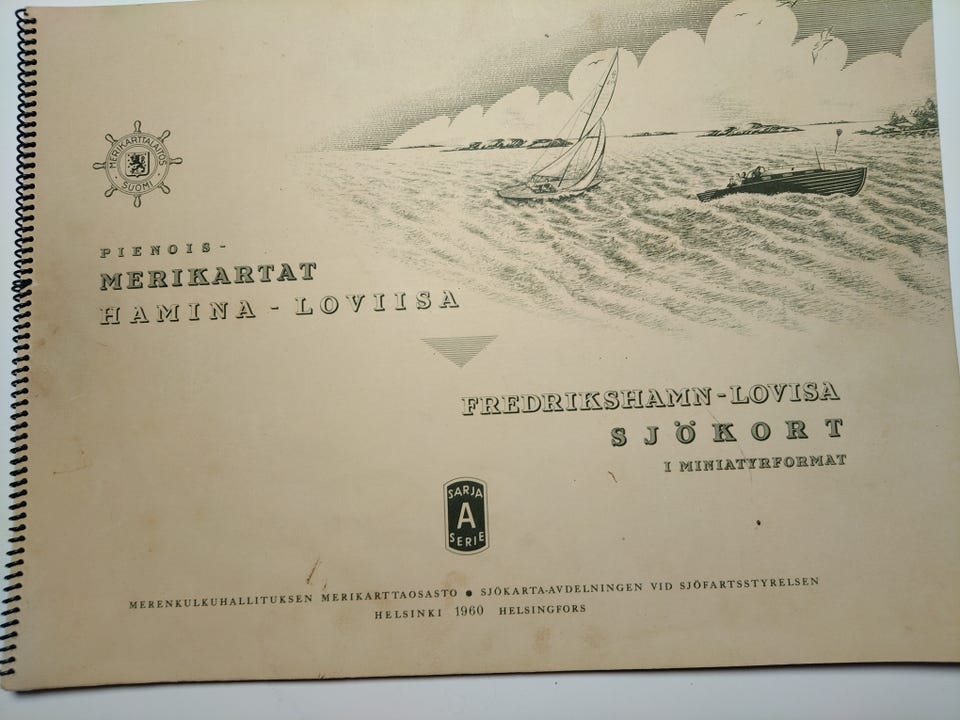 MERIKARTTALAITOS
SUOMI
PIENOIS-
MERIKARTAT
HAMINA - LOVIISA
FREDRIKSHAMN-LOVISA
SJÖKORT
I MINIATYRFORMAT
SARJA
A
SERIE
MERENKULKUHALLITUKSEN MERIKARTTAOSASTO ● SJÖKARTA-AVDELNINGEN VID SJÖFARTSSTYRELSEN
HELSINKI 1960 HELSINGFORS